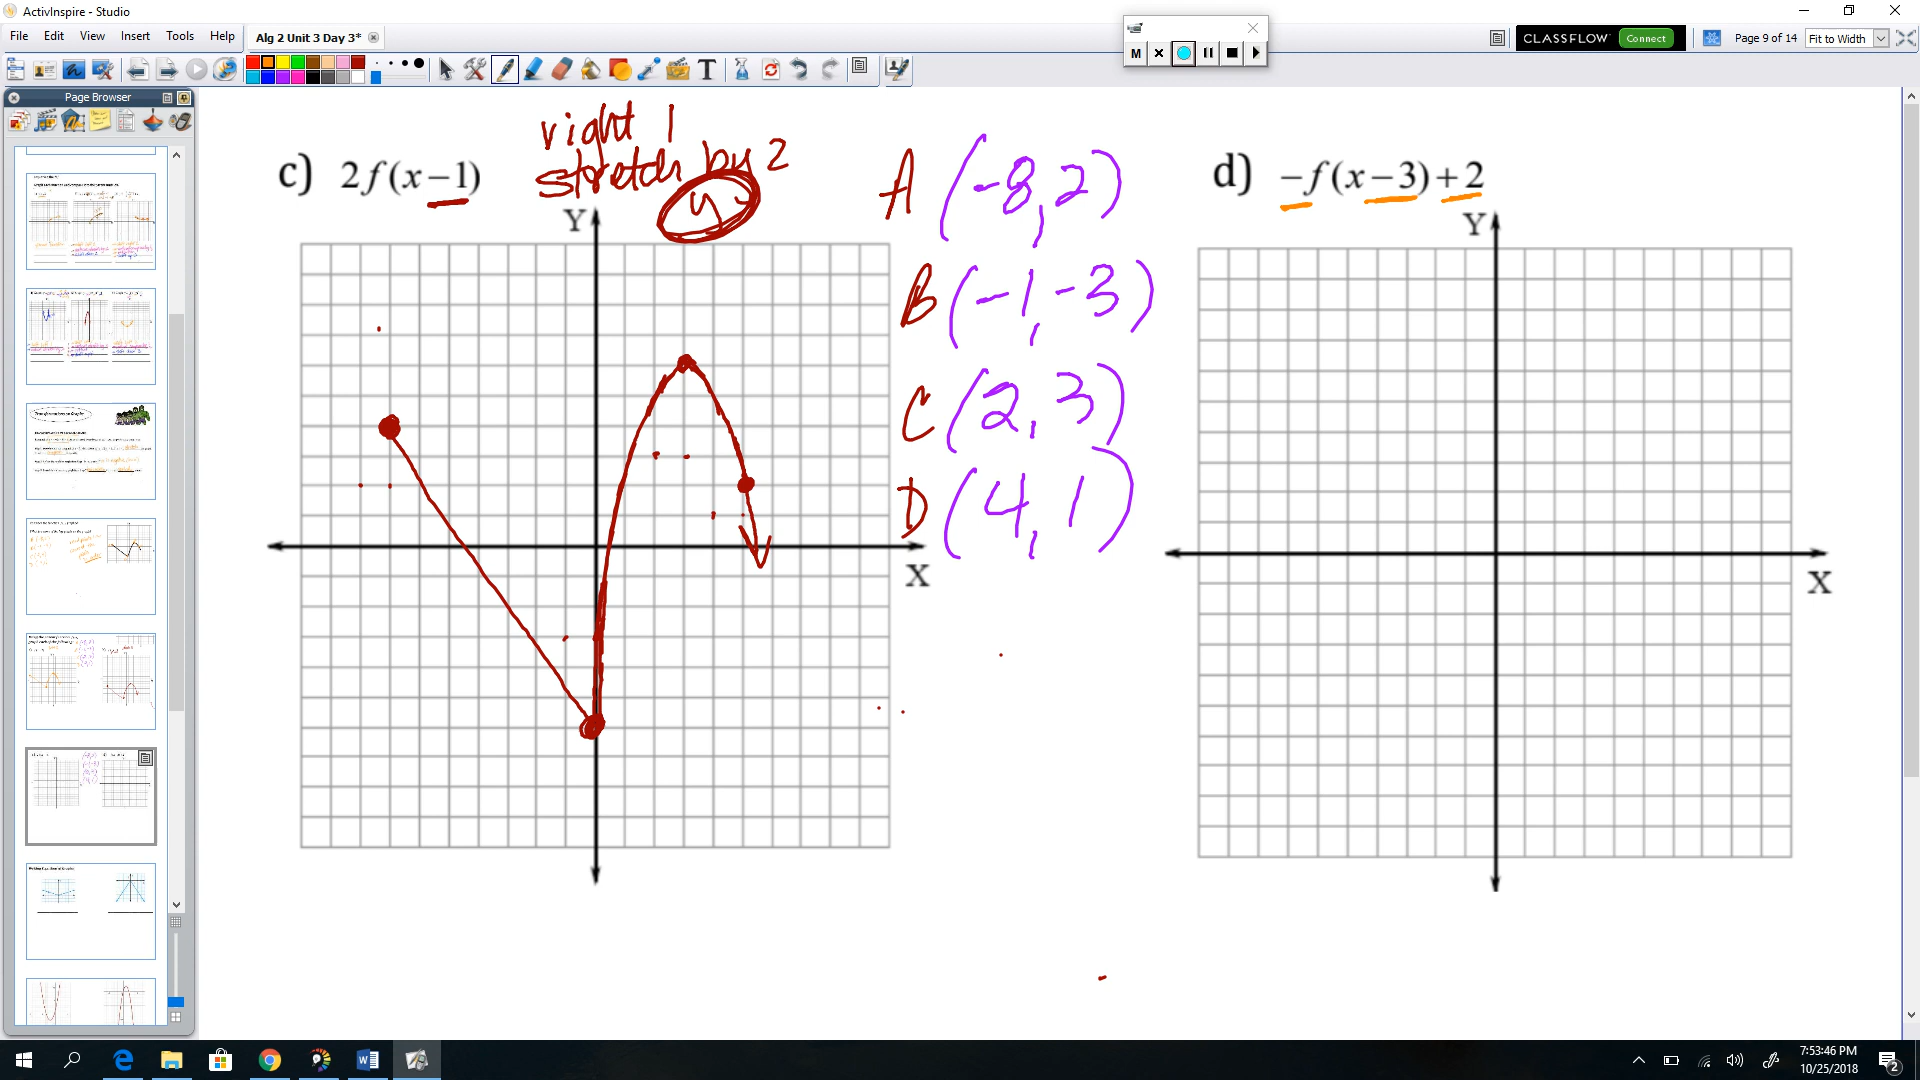 ActivInspire - Studio
File Edit View Insert Tools Help
Alg 2 Unit 3 Day 3*
M
CLASSFLOW Connect
Page 9 of 14 Fit to Width
Page Browser
right 1
stretch by 2
y
c) 2f(x−1)
Y
X
A (-8, 2)
B (-1, -3)
C (2, 3)
D (4, 1)
d) −f(x−3)+2
Y
X
7:53:46 PM
10/25/2018
2